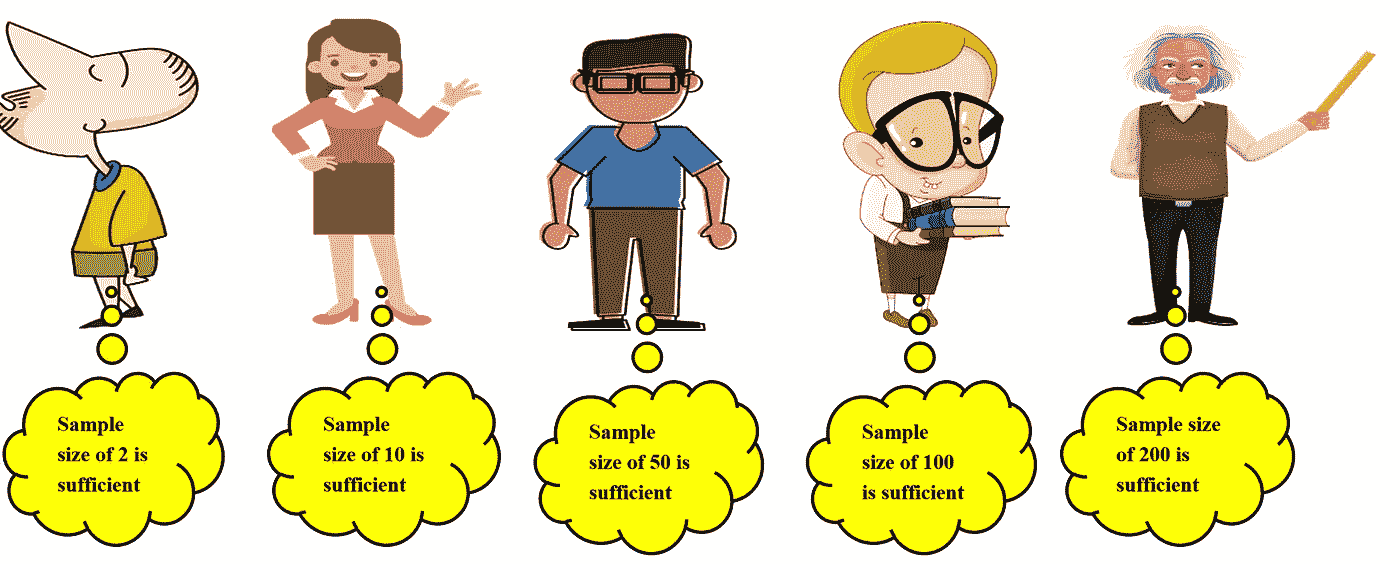 Sample
size of 2 is
sufficient
Sample
size of 10 is
sufficient
Sample
size of 50 is
sufficient
Sample
size of 100
is sufficient
Sample size
of 200 is
sufficient